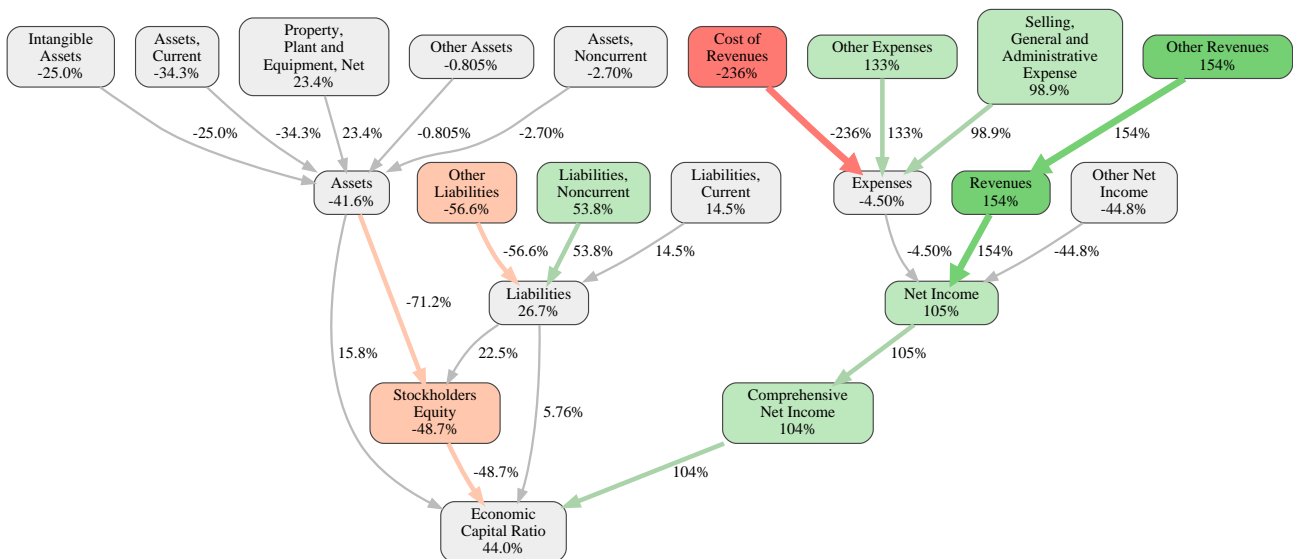 Intangible
Assets
-25.0%
Assets,
Current
-34.3%
Property,
Plant and
Equipment, Net
23.4%
Other Assets
-0.805%
Assets,
Noncurrent
-2.70%
Cost of
Revenues
-236%
Other Expenses
133%
Selling,
General and
Administrative
Expense
98.9%
Other Revenues
154%
-25.0%
-34.3%
23.4%
-0.805%
-2.70%
-236%
133%
98.9%
154%
Assets
-41.6%
Other
Liabilities
-56.6%
Liabilities,
Noncurrent
53.8%
Liabilities,
Current
14.5%
Expenses
-4.50%
Revenues
154%
Other Net
Income
-44.8%
-56.6%
53.8%
14.5%
-4.50%
154%
-44.8%
Liabilities
26.7%
Net Income
105%
-71.2%
15.8%
22.5%
105%
Stockholders
Equity
-48.7%
5.76%
Comprehensive
Net Income
104%
-48.7%
104%
Economic
Capital Ratio
44.0%